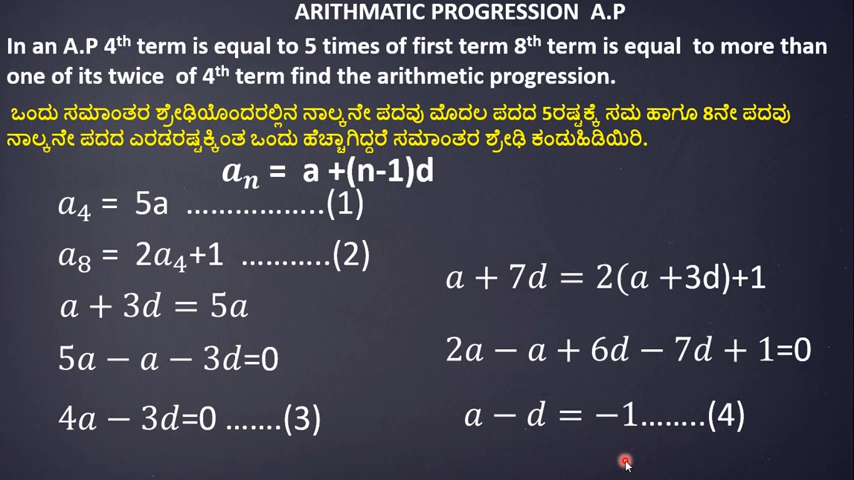 ARITHMATIC PROGRESSION A.P
In an A.P 4th term is equal to 5 times of first term 8th term is equal to more than
one of its twice of 4th term find the arithmetic progression.
ಒಂದು ಸಮಾಂತರ ಶ್ರೇಢಿಯೊಂದರಲ್ಲಿನ ನಾಲ್ಕನೇ ಪದವು ಮೊದಲ ಪದದ 5ರಷ್ಟಕ್ಕೆ ಸಮ ಹಾಗೂ 8ನೇ ಪದವು
ನಾಲ್ಕನೇ ಪದದ ಎರಡರಷ್ಟಕ್ಕಿಂತ ಒಂದು ಹೆಚ್ಚಾಗಿದ್ದರೆ ಸಮಾಂತರ ಶ್ರೇಢಿ ಕಂಡುಹಿಡಿಯಿರಿ.
aₙ = a +(n-1)d
a₄ = 5a ……………..(1)
a₈ = 2a₄+1 ………..(2)
a + 3d = 5a
5a − a − 3d=0
4a − 3d=0 …….(3)
a + 7d = 2(a +3d)+1
2a − a + 6d − 7d + 1=0
a − d = −1……..(4)